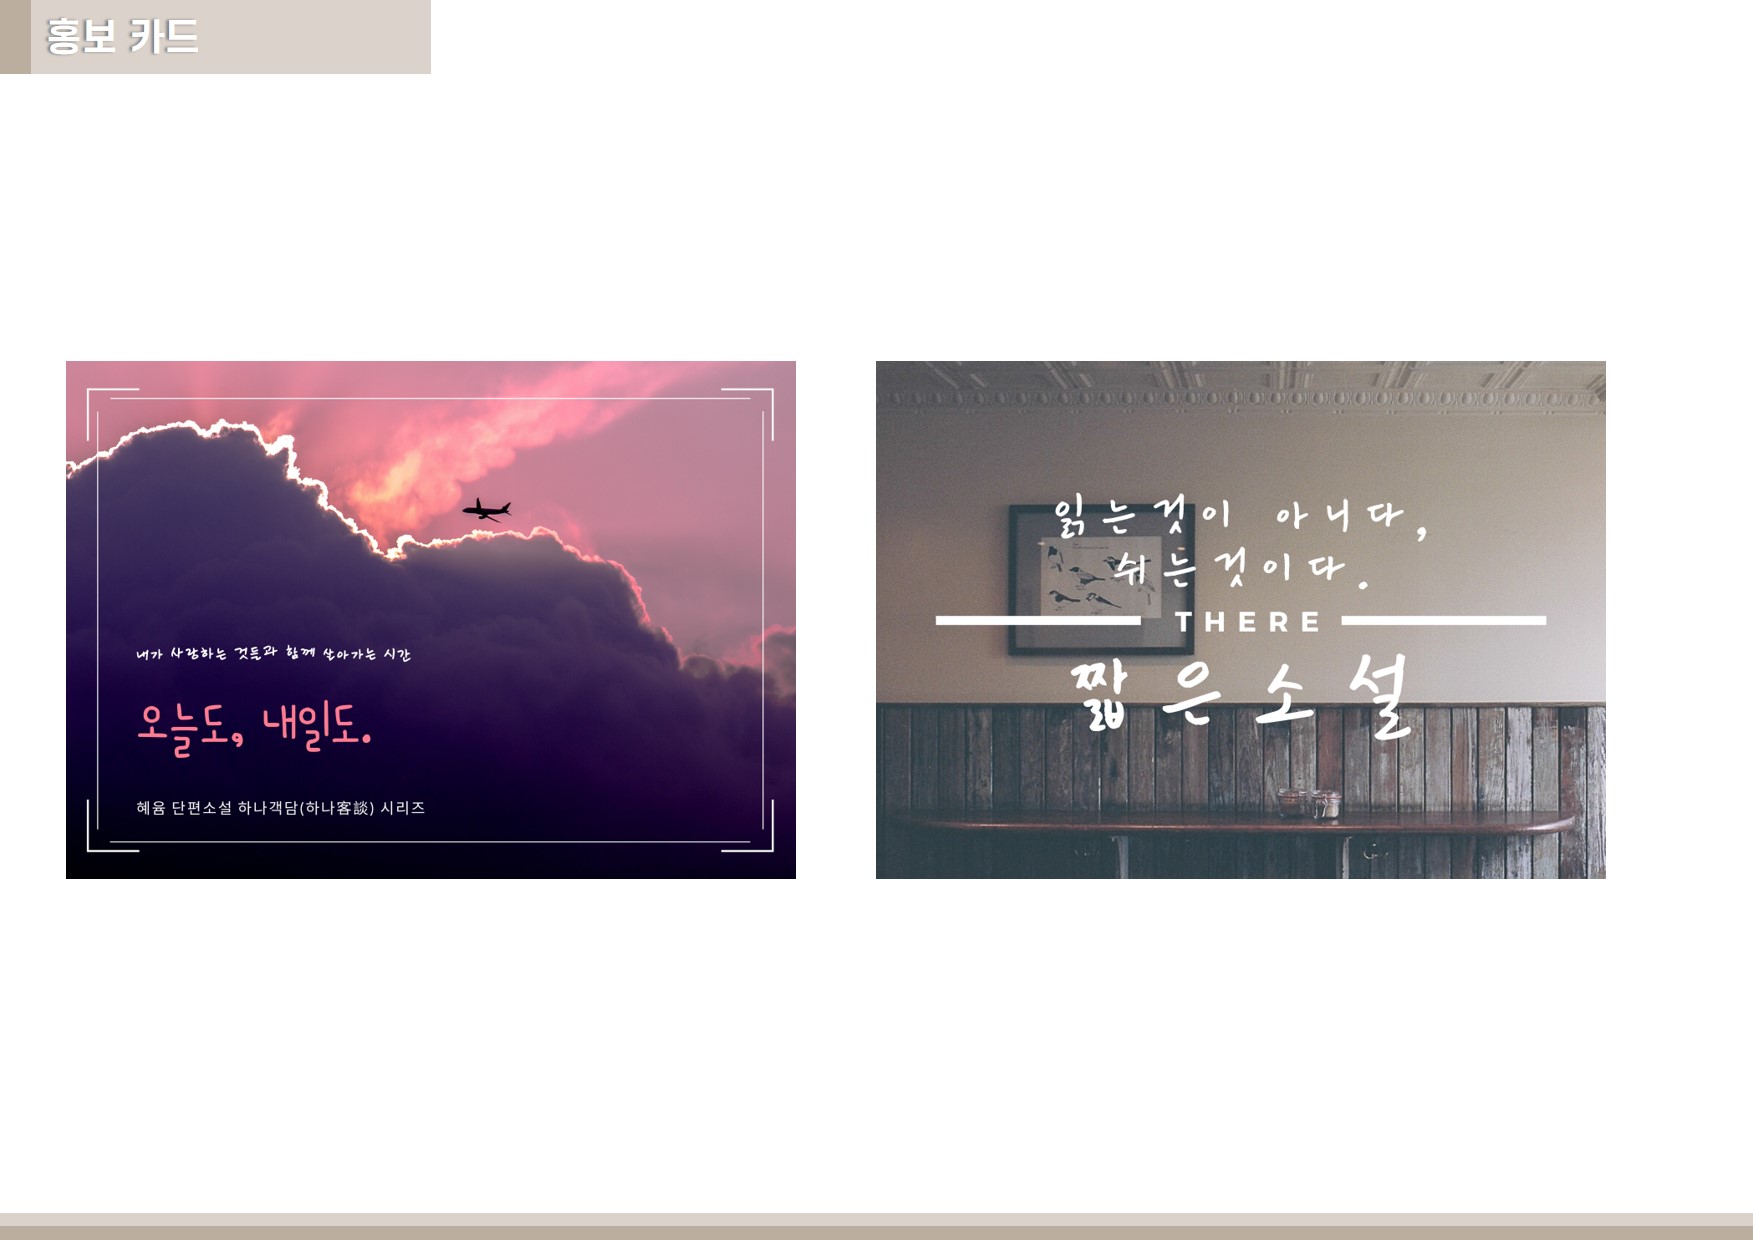 홍보 카드
내가 사랑하는 것들과 함께 살아가는 시간
오늘도, 내일도.
혜윰 단편소설 하나객담(하나客談) 시리즈
읽는것이 아니다,
쉬는것이다.
THERE
짧은소설